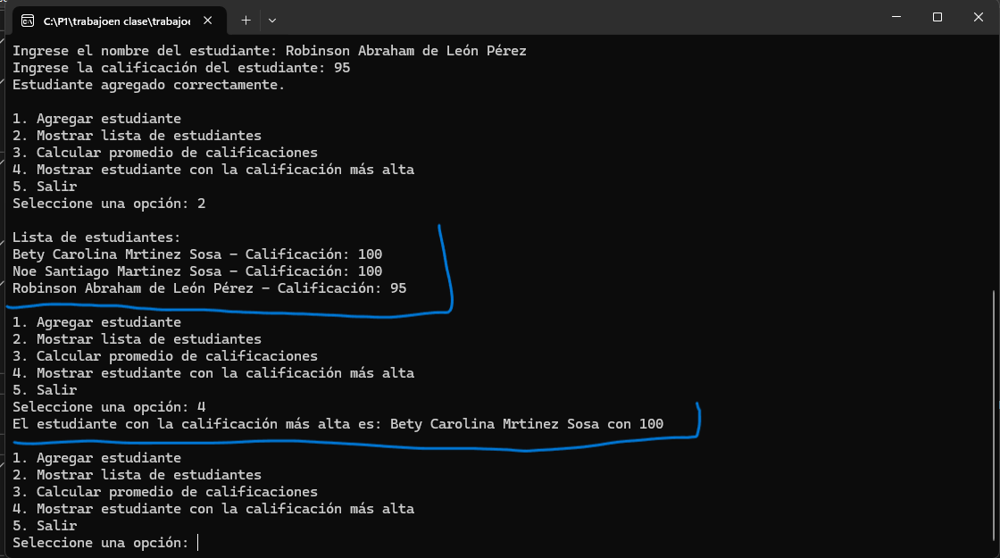 C:\P1\trabajoen clase\trabajoe
Ingrese el nombre del estudiante: Robinson Abraham de León Pérez
Ingrese la calificación del estudiante: 95
Estudiante agregado correctamente.
1. Agregar estudiante
2. Mostrar lista de estudiantes
3. Calcular promedio de calificaciones
4. Mostrar estudiante con la calificación más alta
5. Salir
Seleccione una opción: 2
Lista de estudiantes:
Bety Carolina Mrtinez Sosa - Calificación: 100
Noe Santiago Martinez Sosa - Calificación: 100
Robinson Abraham de León Pérez - Calificación: 95
1. Agregar estudiante
2. Mostrar lista de estudiantes
3. Calcular promedio de calificaciones
4. Mostrar estudiante con la calificación más alta
5. Salir
Seleccione una opción: 4
El estudiante con la calificación más alta es: Bety Carolina Mrtinez Sosa con 100
1. Agregar estudiante
2. Mostrar lista de estudiantes
3. Calcular promedio de calificaciones
4. Mostrar estudiante con la calificación más alta
5. Salir
Seleccione una opción: